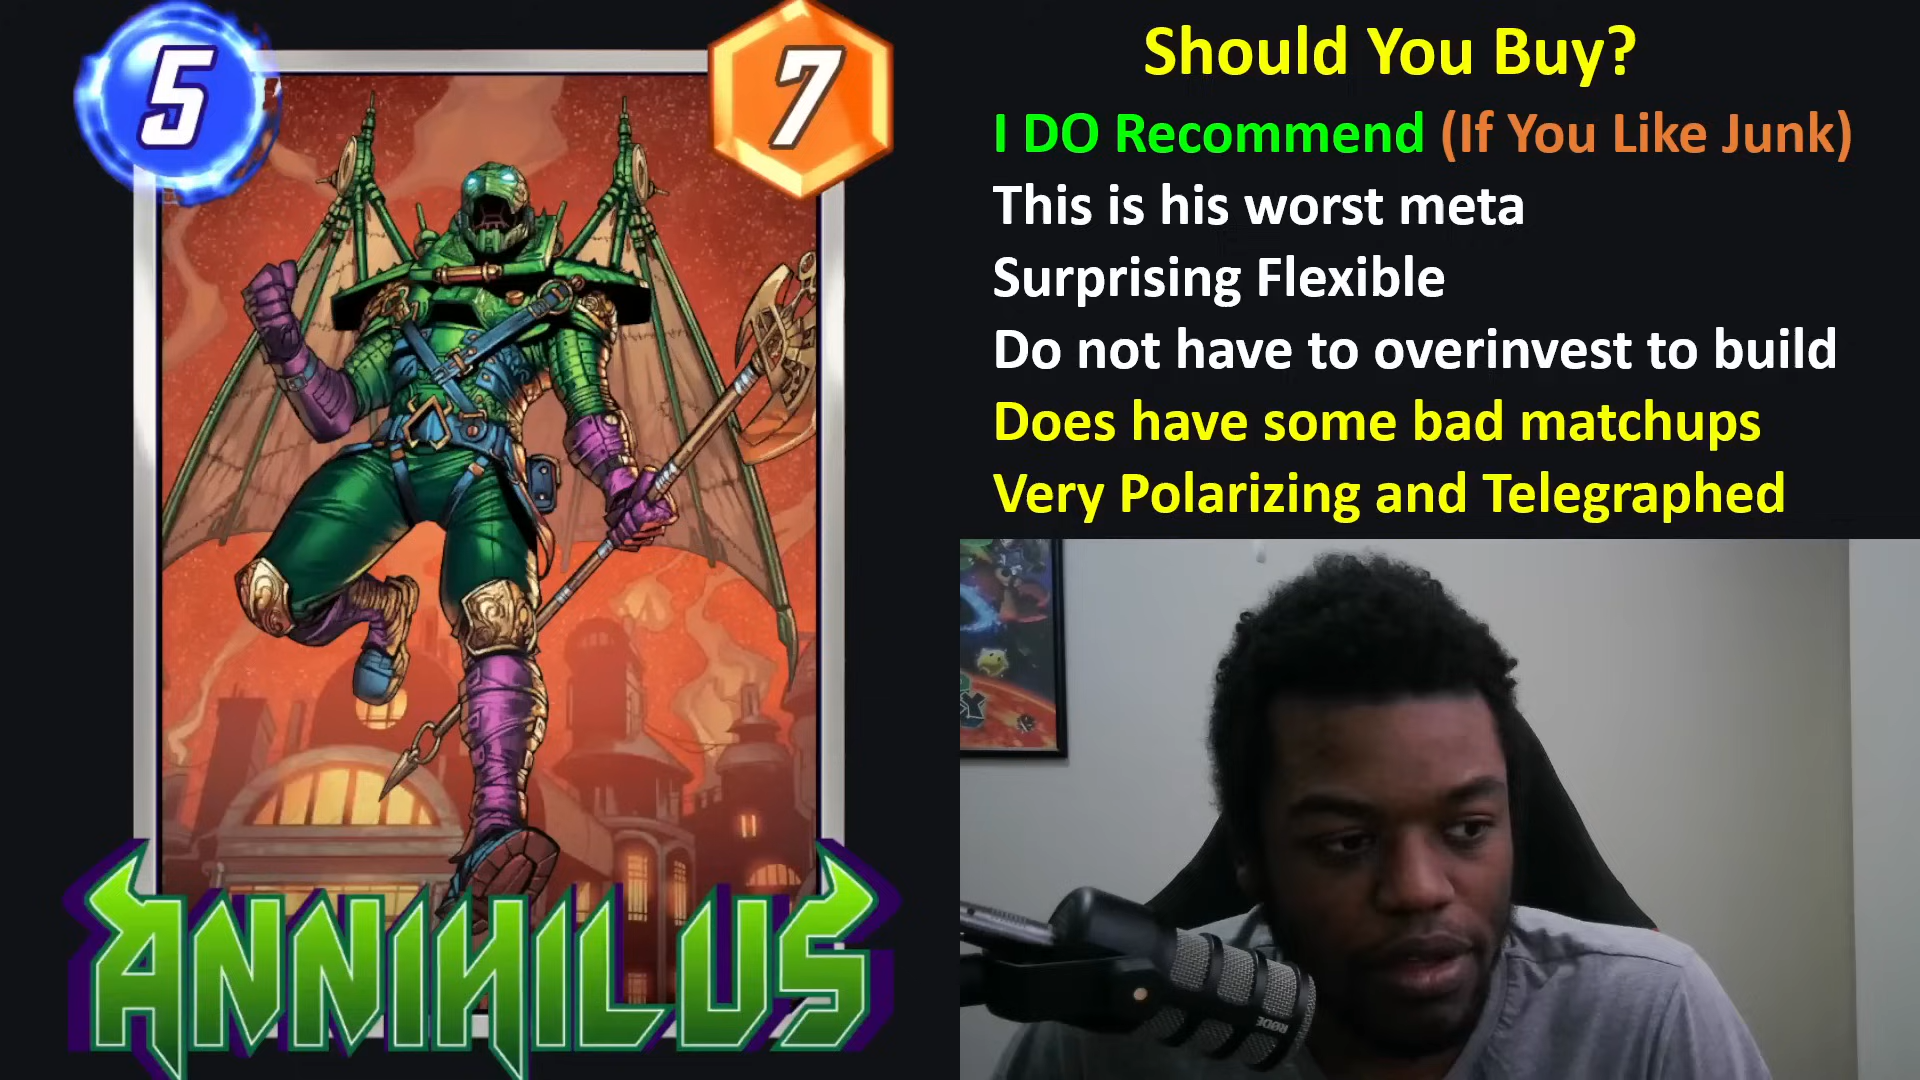 5
7
ANNIHILUS
Should You Buy?
I DO Recommend (If You Like Junk)
This is his worst meta
Surprising Flexible
Do not have to overinvest to build
Does have some bad matchups
Very Polarizing and Telegraphed
RØDE